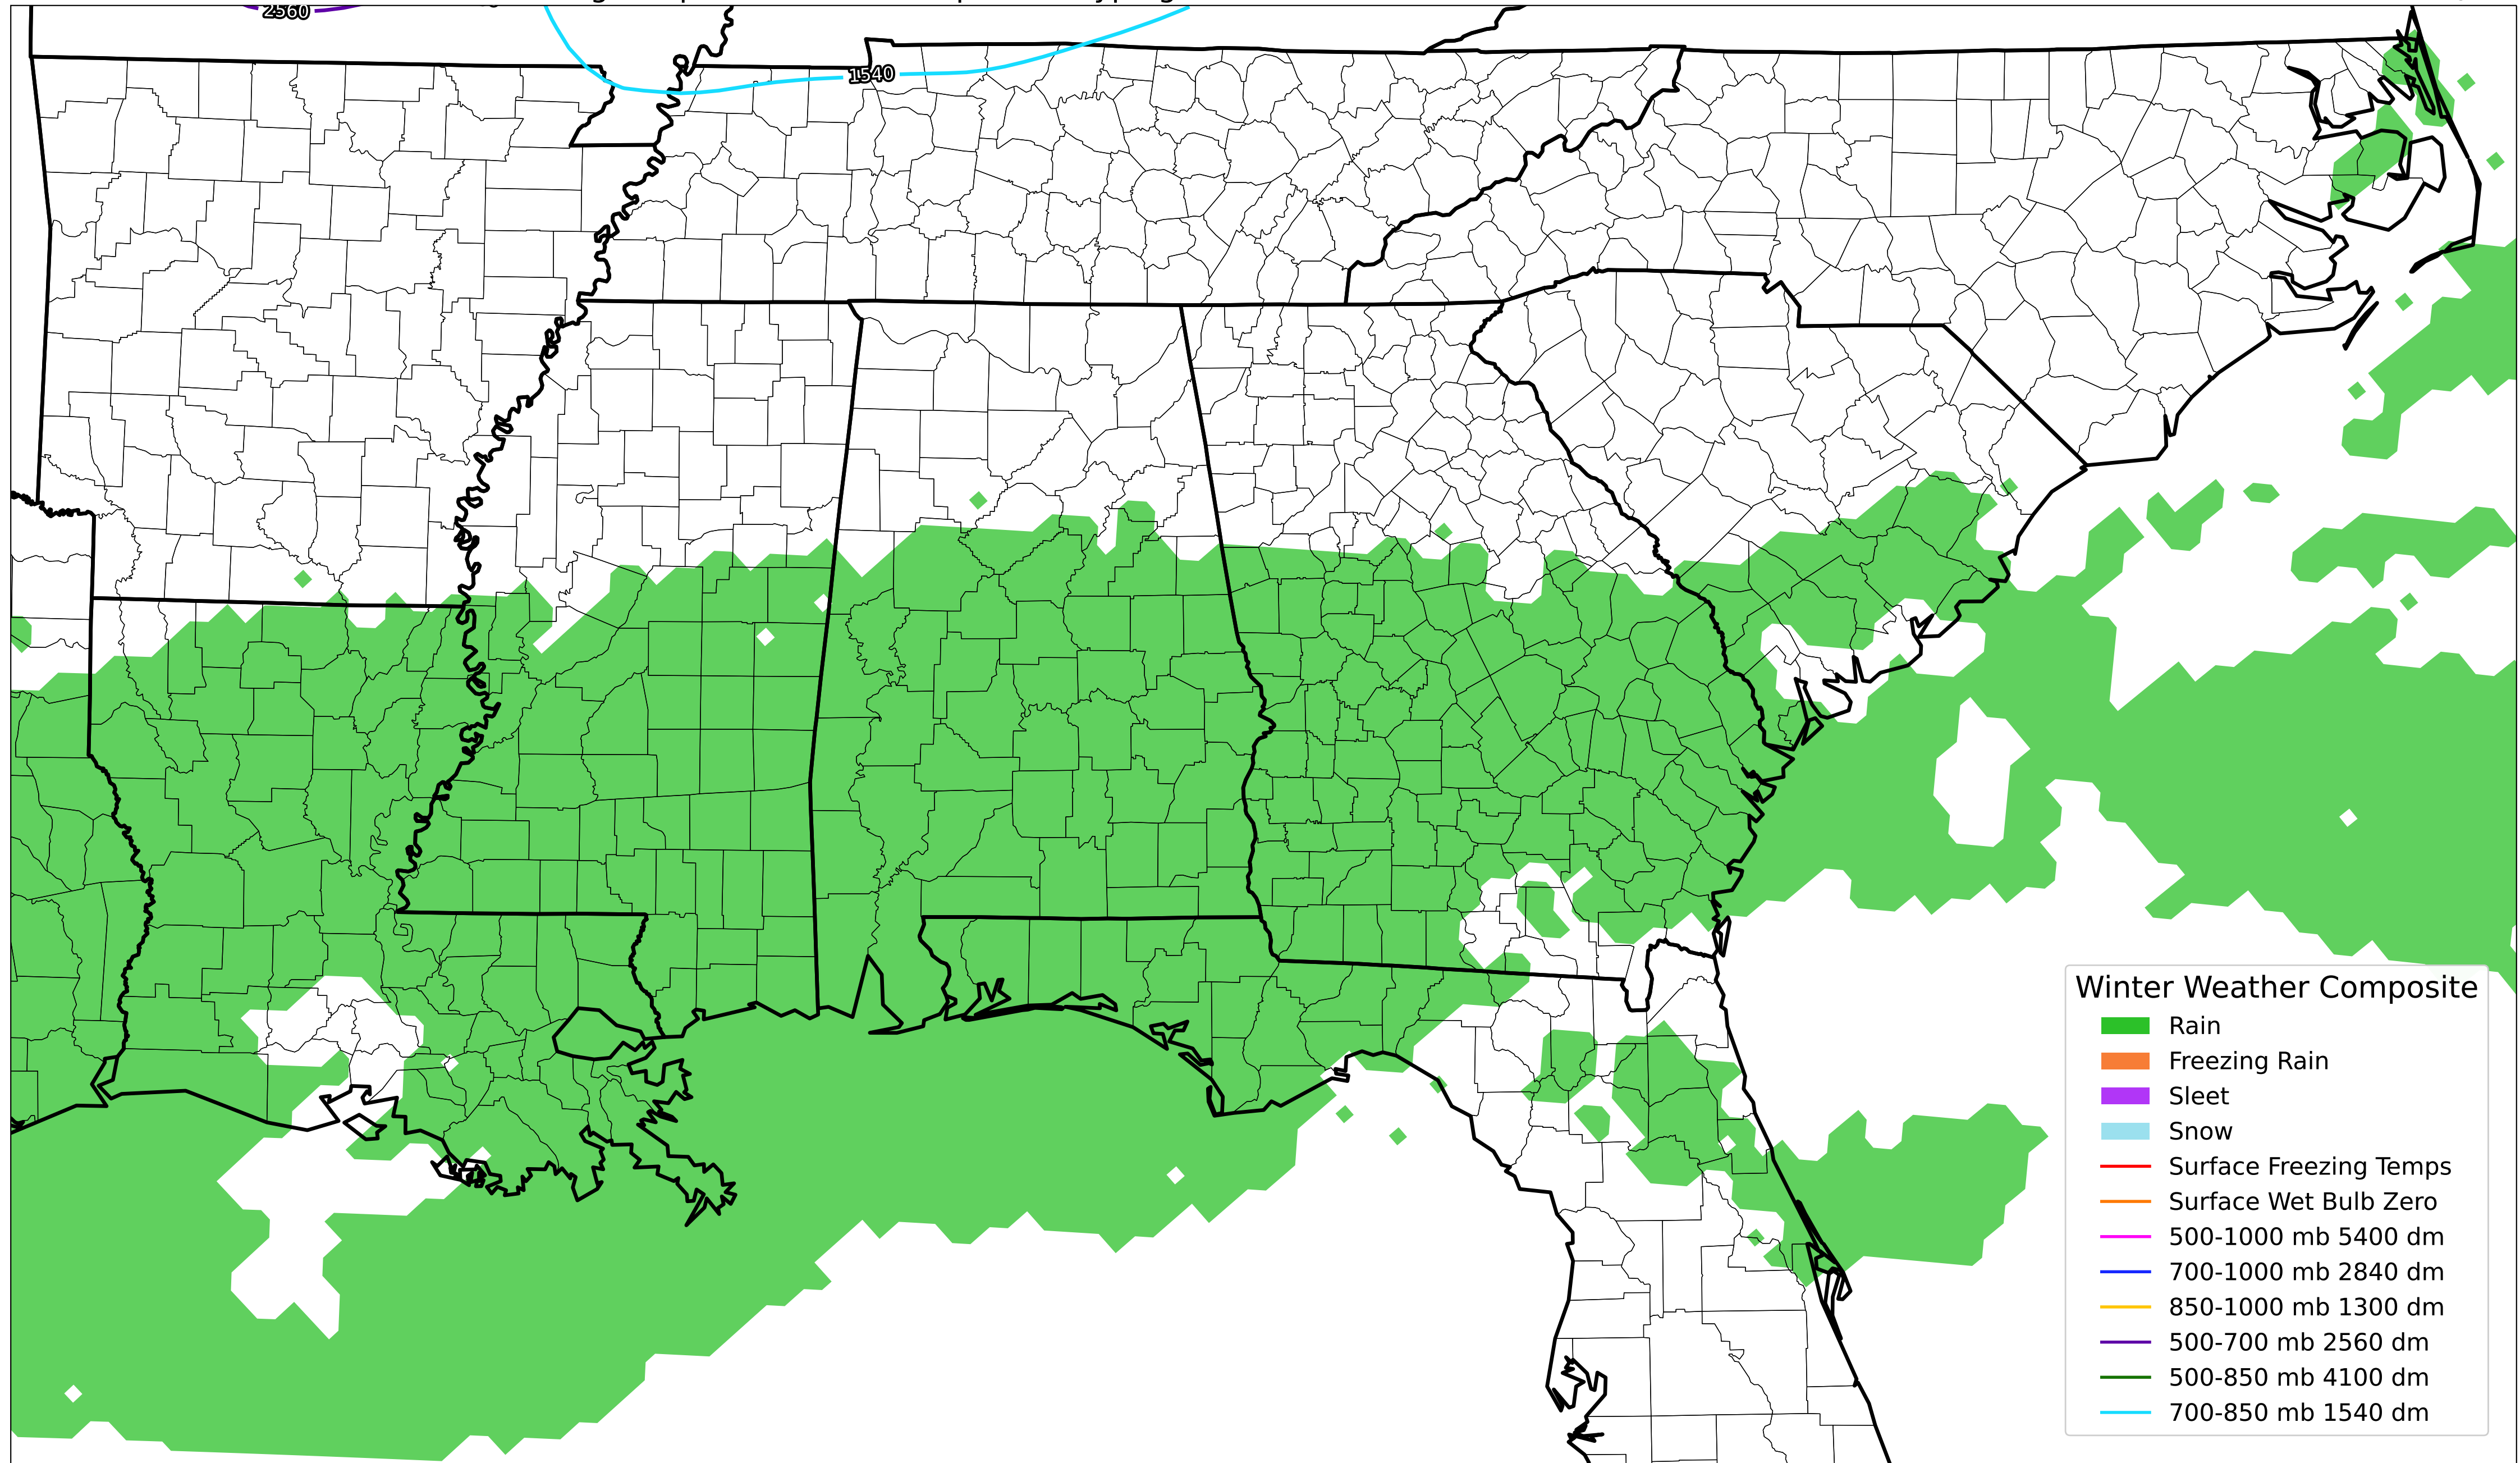 2560
1540
Winter Weather Composite
Rain
Freezing Rain
Sleet
Snow
Surface Freezing Temps
Surface Wet Bulb Zero
500-1000 mb 5400 dm
700-1000 mb 2840 dm
850-1000 mb 1300 dm
500-700 mb 2560 dm
500-850 mb 4100 dm
700-850 mb 1540 dm